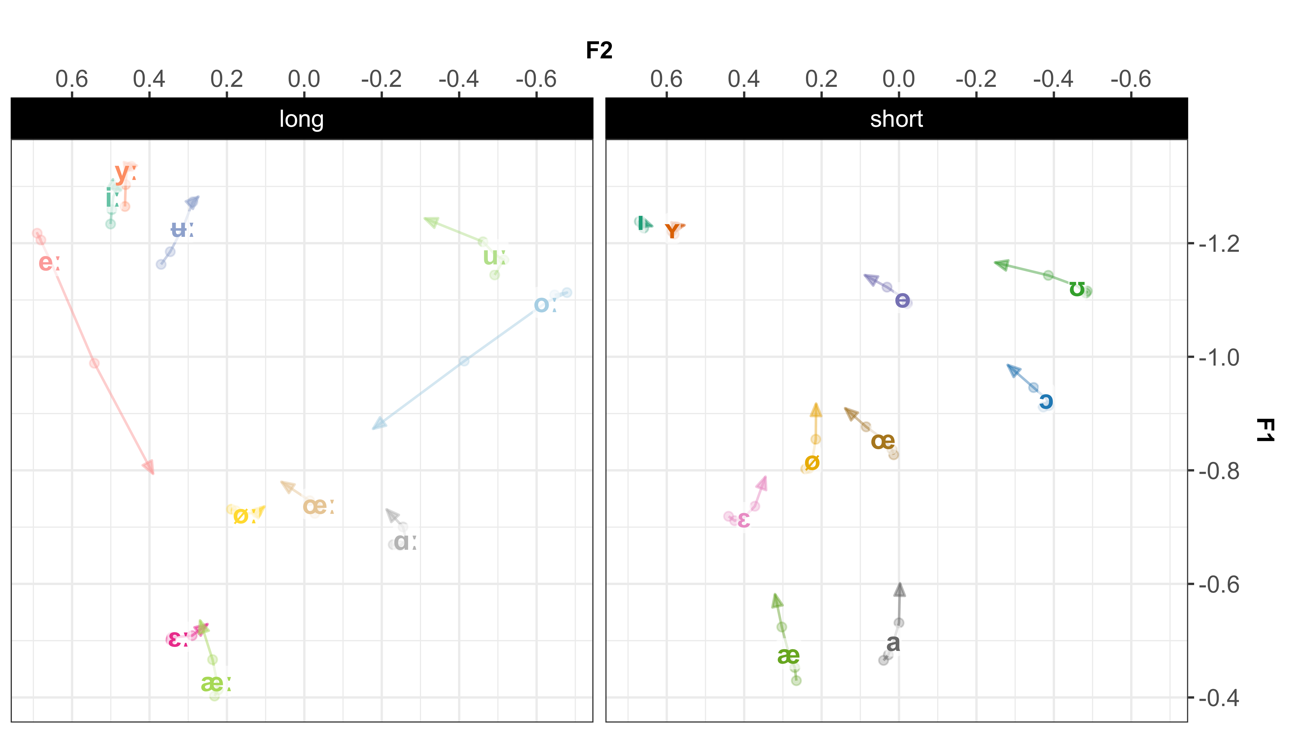 F2
0.6 0.4 0.2 0.0 -0.2 -0.4 -0.6 0.6 0.4 0.2 0.0 -0.2 -0.4 -0.6
long short
yː
iː
ʉː
eː
uː
oː
øː
œː
ɑː
ɛː
æː
ɪ
ʏ
ɵ
ʊ
ɔ
œ
ø
ɛ
a
æ
-1.2
-1.0
-0.8
-0.6
-0.4
F1